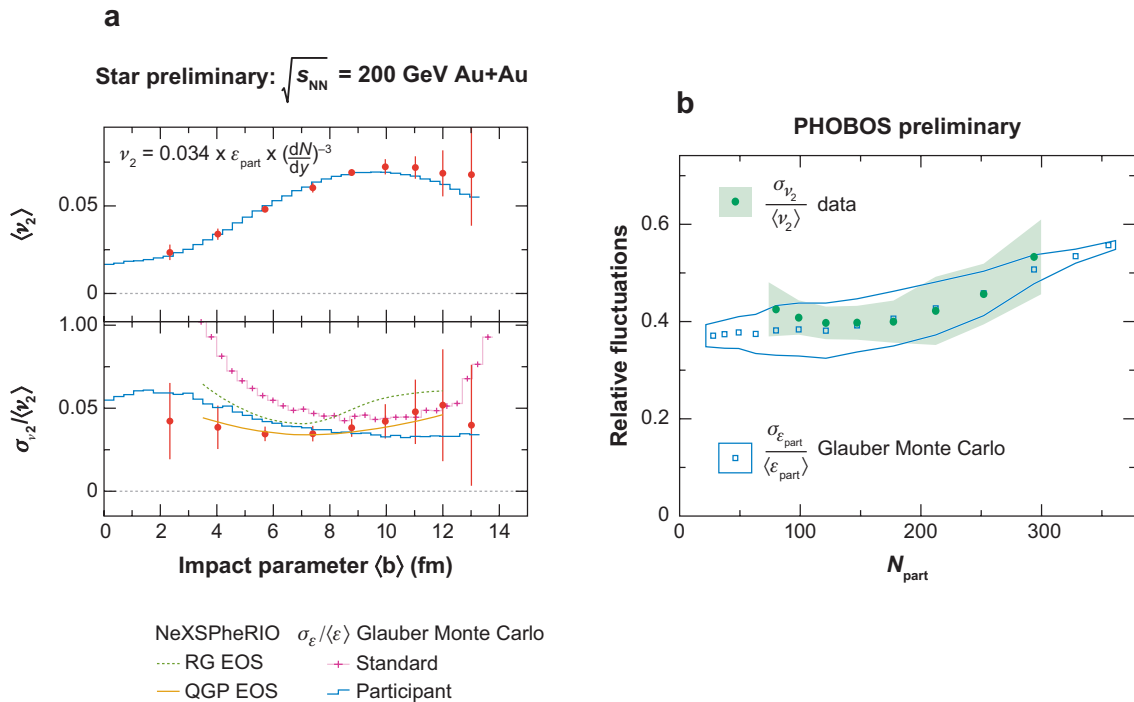 a
Star preliminary: √sNN = 200 GeV Au+Au
ν2 = 0.034 x εpart x (dN/dy)–3
⟨ν2⟩
0.05
0
σν2/⟨ν2⟩
1.00
0.05
0
0 2 4 6 8 10 12 14
Impact parameter ⟨b⟩ (fm)
NeXSPheRIO σε/⟨ε⟩ Glauber Monte Carlo
RG EOS Standard
QGP EOS Participant
b
PHOBOS preliminary
σν2/⟨ν2⟩ data
Relative fluctuations
0.6
0.4
0.2
0
σεpart/⟨εpart⟩ Glauber Monte Carlo
0 100 200 300
Npart